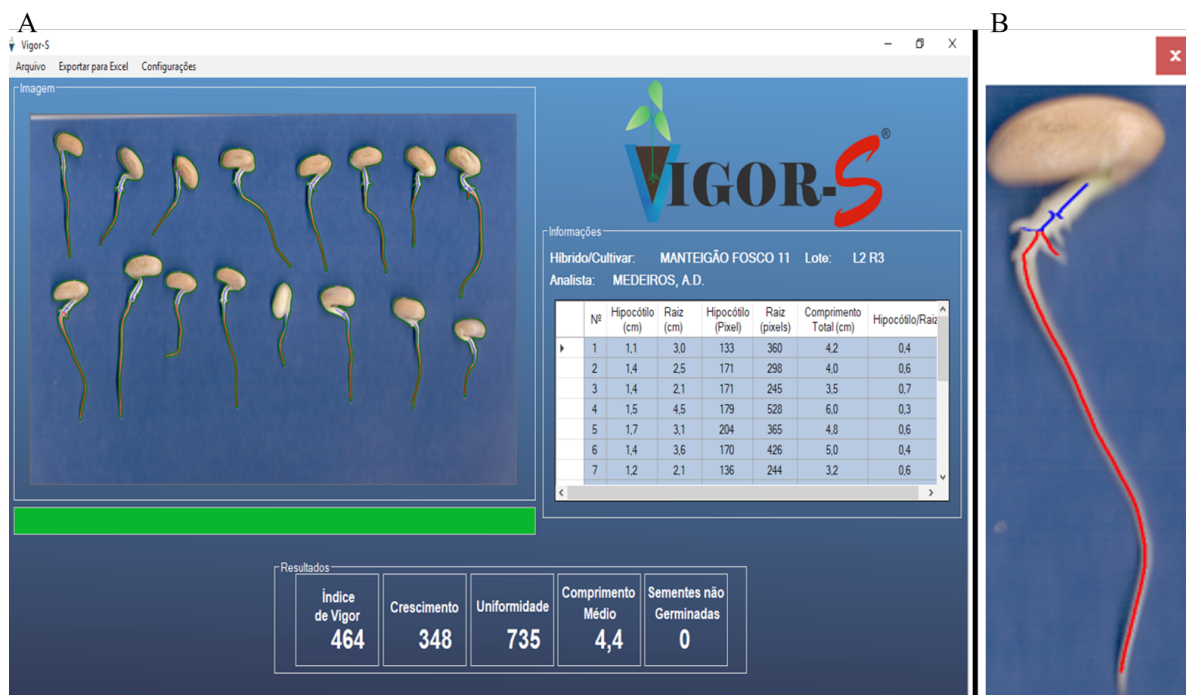 A
B
Vigor-S
Arquivo Exportar para Excel Configurações
Imagem
VIGOR-S®
Informações
Híbrido/Cultivar: MANTEIGÃO FOSCO 11 Lote: L2 R3
Analista: MEDEIROS, A.D.
Nº Hipocótilo (cm) Raiz (cm) Hipocótilo (Pixel) Raiz (pixels) Comprimento Total (cm) Hipocótilo/Raiz
1 1,1 3,0 133 360 4,2 0,4
2 1,4 2,5 171 298 4,0 0,6
3 1,4 2,1 171 245 3,5 0,7
4 1,5 4,5 179 528 6,0 0,3
5 1,7 3,1 204 365 4,8 0,6
6 1,4 3,6 170 426 5,0 0,4
7 1,2 2,1 136 244 3,2 0,6
Resultados
Índice de Vigor
464
Crescimento
348
Uniformidade
735
Comprimento Médio
4,4
Sementes não Germinadas
0